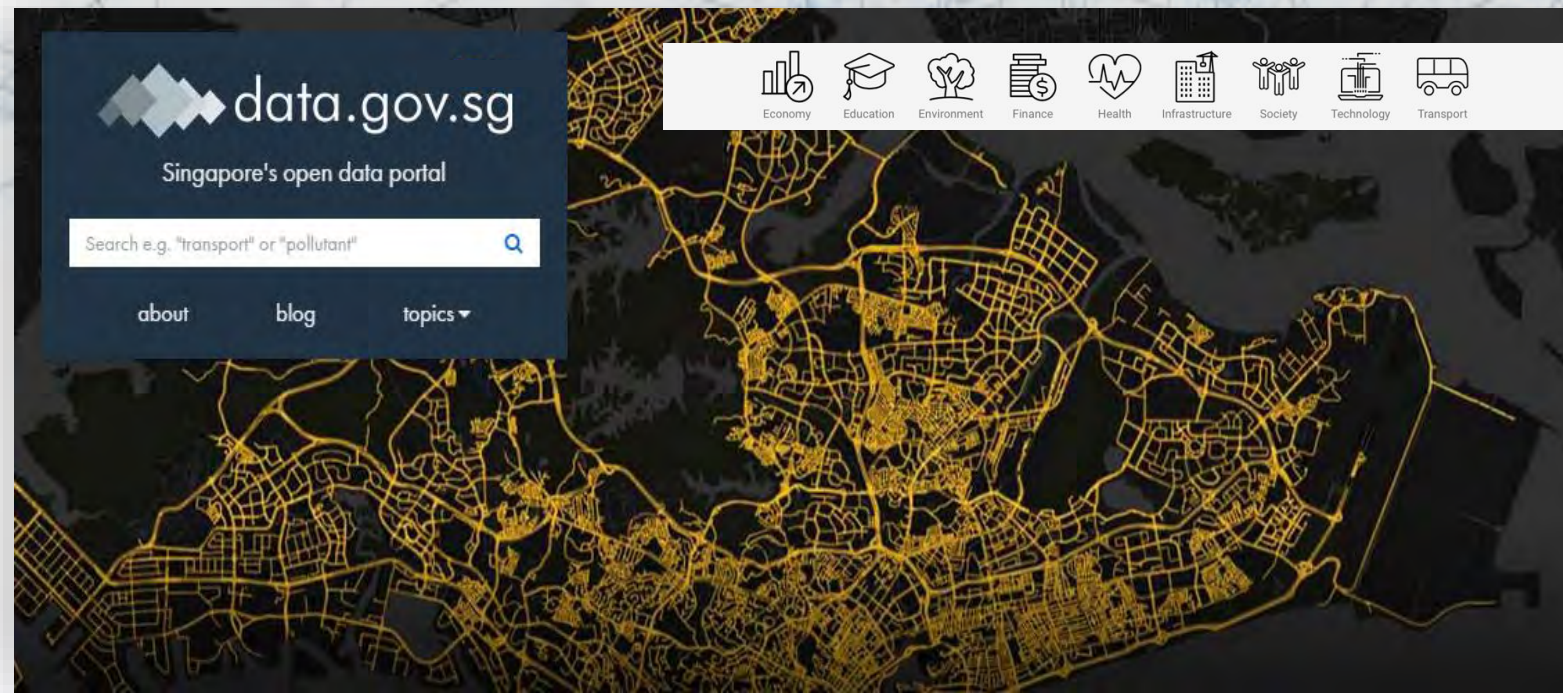 data.gov.sg
Singapore's open data portal
Search e.g. "transport" or "pollutant"
about blog topics
Economy Education Environment Finance Health Infrastructure Society Technology Transport